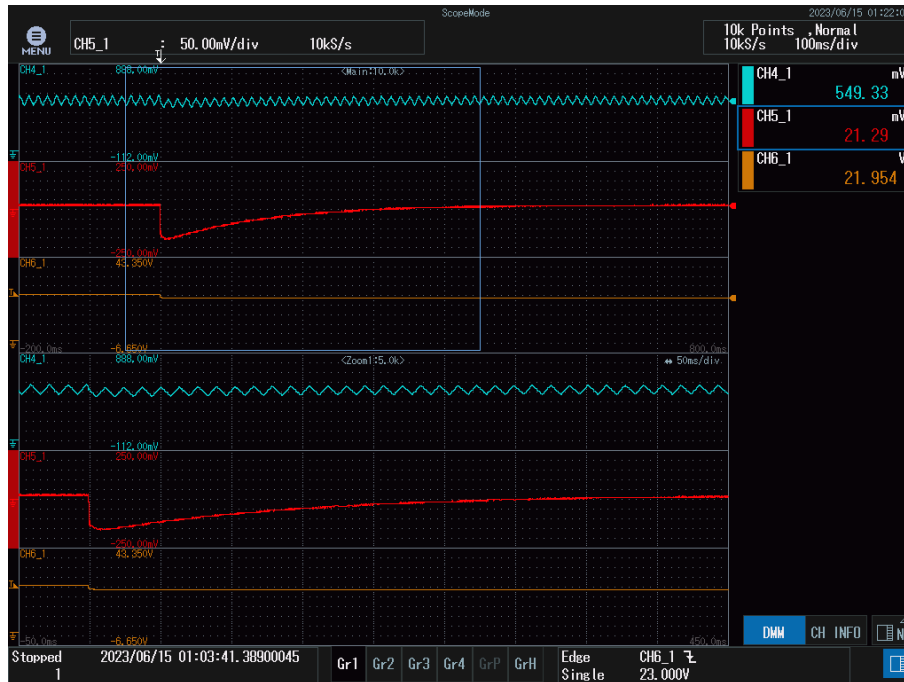 ScopeMode
2023/06/15 01:22:0
MENU
CH5_1 : 50.00mV/div 10kS/s
10k Points ,Normal
10kS/s 100ms/div
CH4_1 888.00mV <Main:10.0k>
-112.00mV
CH5_1 250.00mV
-250.00mV
CH6_1 43.350V
-200.0ms -6.650V 800.0ms
CH4_1 888.00mV <Zoom1:5.0k> ↔ 50ms/div
-112.00mV
CH5_1 250.00mV
-250.00mV
CH6_1 43.350V
-50.0ms -6.650V 450.0ms
CH4_1 mV
549.33
CH5_1 mV
21.29
CH6_1 V
21.954
DMM CH INFO N
Stopped 2023/06/15 01:03:41.38900045
1
Gr1 Gr2 Gr3 Gr4 GrP GrH
Edge CH6_1
Single 23.000V